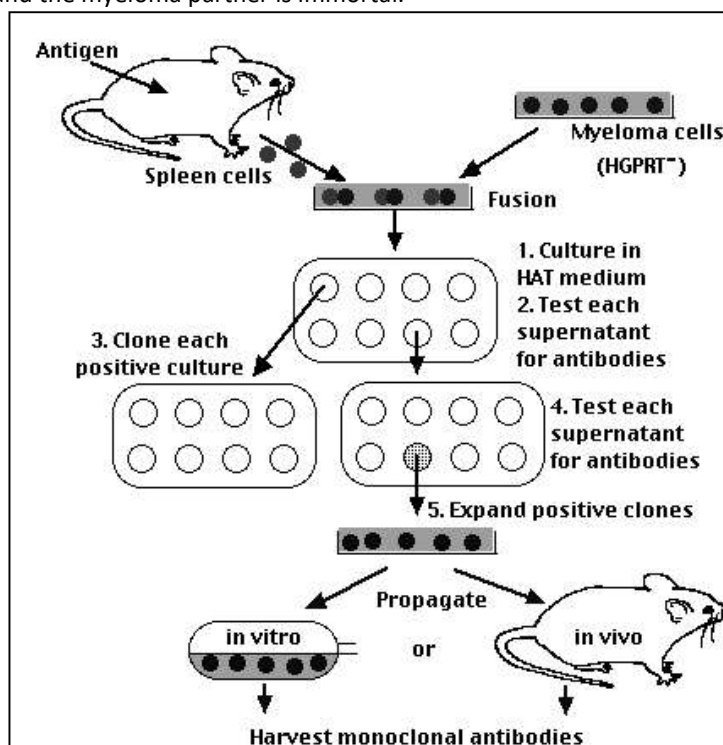 and the myeloma partner is immortal.
Antigen
Spleen cells
Myeloma cells
(HGPRT⁻)
Fusion
1. Culture in
HAT medium
2. Test each
supernatant
for antibodies
3. Clone each
positive culture
4. Test each
supernatant
for antibodies
5. Expand positive clones
Propagate
in vitro
or
in vivo
Harvest monoclonal antibodies